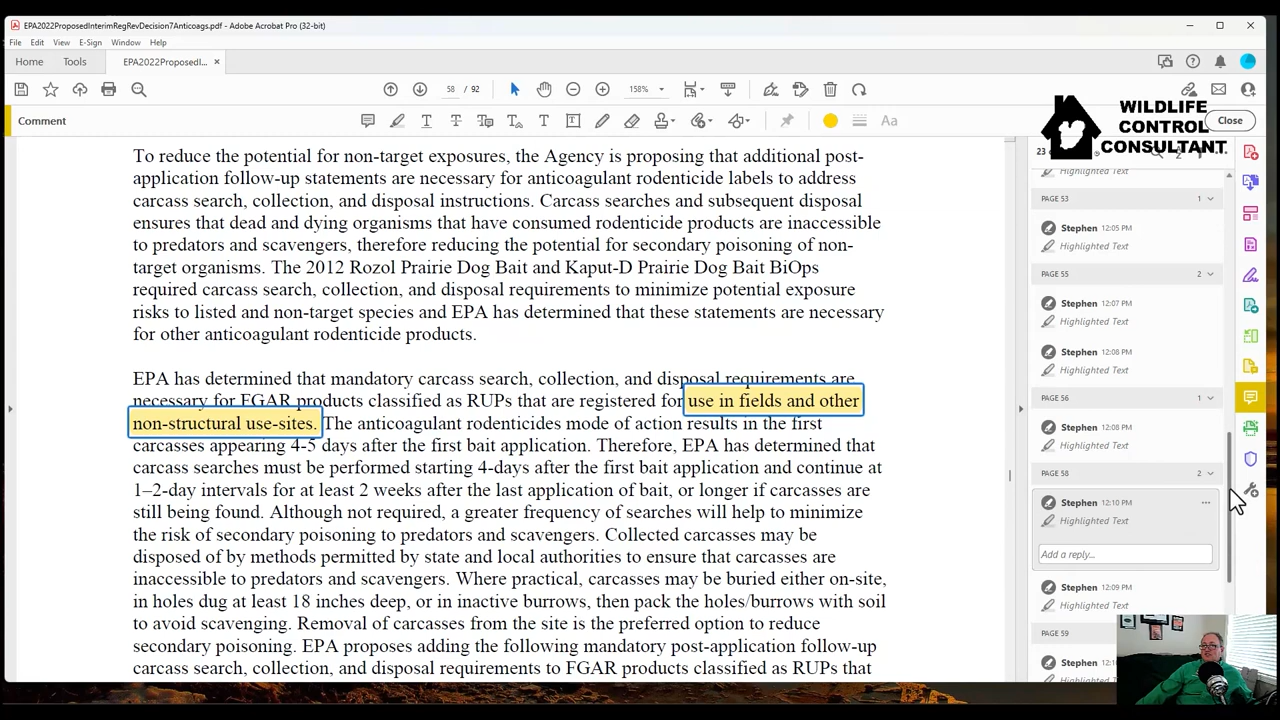 EPA2022ProposedInterimRegRevDecision7Anticoags.pdf - Adobe Acrobat Pro (32-bit)
File Edit View E-Sign Window Help
Home Tools EPA2022ProposedI... ×
58 / 92 158%
Comment Aa Close
WILDLIFE
CONTROL
CONSULTANT
To reduce the potential for non-target exposures, the Agency is proposing that additional post-
application follow-up statements are necessary for anticoagulant rodenticide labels to address
carcass search, collection, and disposal instructions. Carcass searches and subsequent disposal
ensures that dead and dying organisms that have consumed rodenticide products are inaccessible
to predators and scavengers, therefore reducing the potential for secondary poisoning of non-
target organisms. The 2012 Rozol Prairie Dog Bait and Kaput-D Prairie Dog Bait BiOps
required carcass search, collection, and disposal requirements to minimize potential exposure
risks to listed and non-target species and EPA has determined that these statements are necessary
for other anticoagulant rodenticide products.
EPA has determined that mandatory carcass search, collection, and disposal requirements are
necessary for FGAR products classified as RUPs that are registered for use in fields and other
non-structural use-sites. The anticoagulant rodenticides mode of action results in the first
carcasses appearing 4-5 days after the first bait application. Therefore, EPA has determined that
carcass searches must be performed starting 4-days after the first bait application and continue at
1–2-day intervals for at least 2 weeks after the last application of bait, or longer if carcasses are
still being found. Although not required, a greater frequency of searches will help to minimize
the risk of secondary poisoning to predators and scavengers. Collected carcasses may be
disposed of by methods permitted by state and local authorities to ensure that carcasses are
inaccessible to predators and scavengers. Where practical, carcasses may be buried either on-site,
in holes dug at least 18 inches deep, or in inactive burrows, then pack the holes/burrows with soil
to avoid scavenging. Removal of carcasses from the site is the preferred option to reduce
secondary poisoning. EPA proposes adding the following mandatory post-application follow-up
carcass search, collection, and disposal requirements to FGAR products classified as RUPs that
23
Highlighted Text
PAGE 53 1
Stephen 12:05 PM
Highlighted Text
PAGE 55 2
Stephen 12:07 PM
Highlighted Text
Stephen 12:08 PM
Highlighted Text
PAGE 56 1
Stephen 12:08 PM
Highlighted Text
PAGE 58 2
Stephen 12:10 PM ...
Highlighted Text
Add a reply...
Stephen 12:09 PM
Highlighted Text
PAGE 59
Stephen